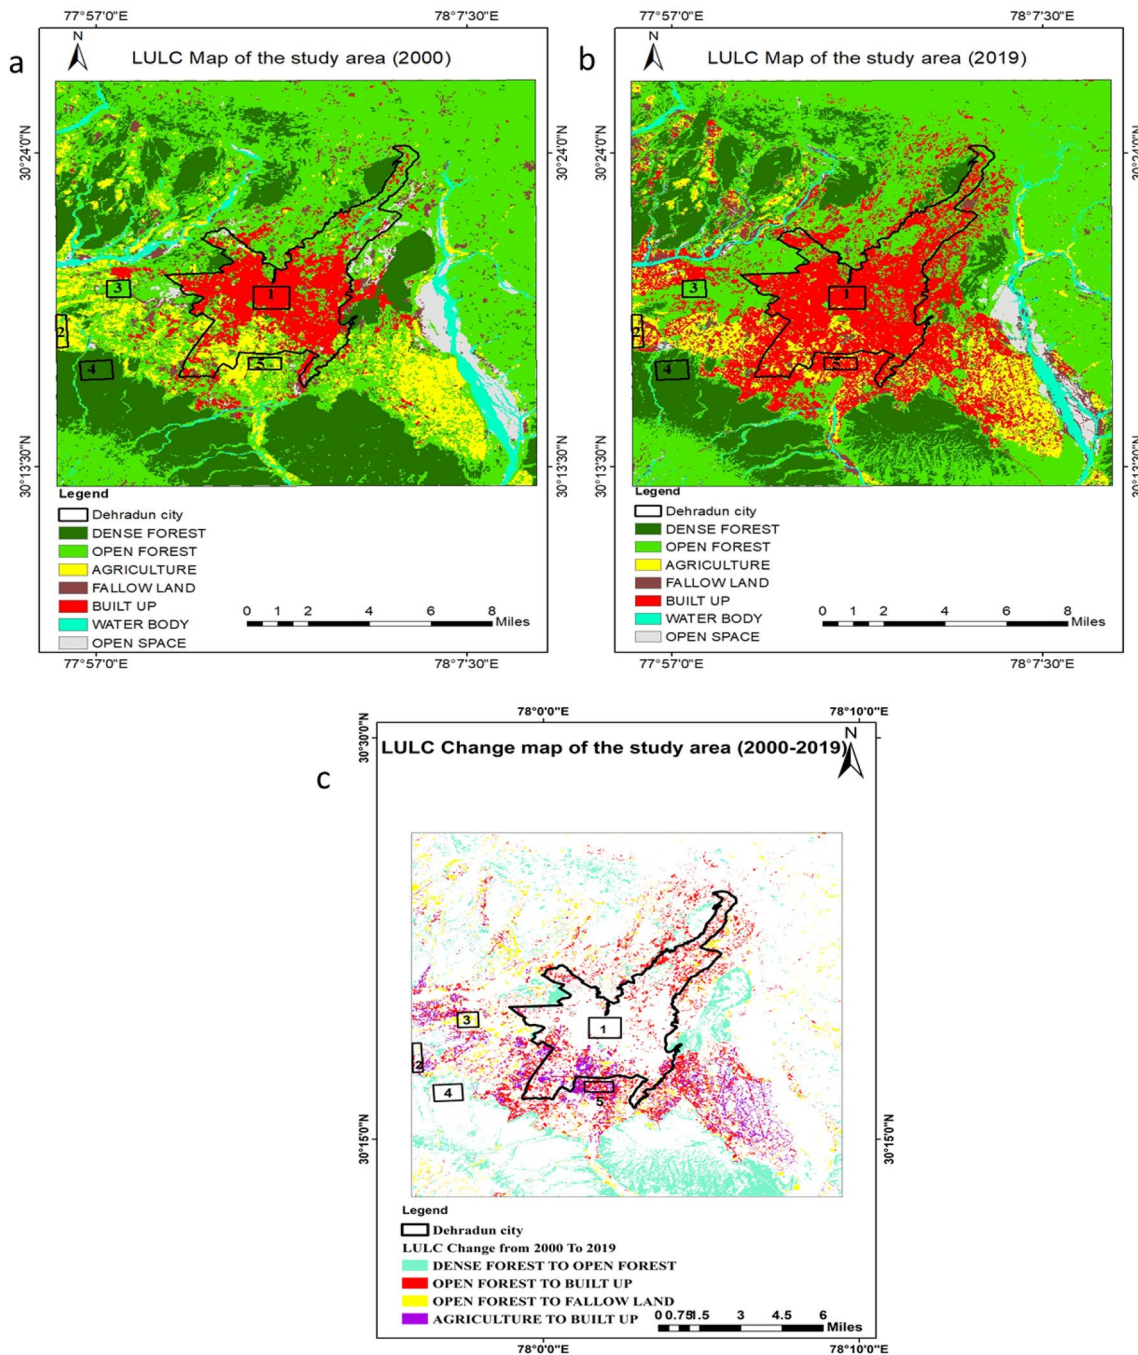 77°57'0"E 78°7'30"E 77°57'0"E 78°7'30"E
a
N
LULC Map of the study area (2000)
30°24'0"N
30°24'0"N
1
2
3
4
5
30°13'30"N
30°13'30"N
Legend
Dehradun city
DENSE FOREST
OPEN FOREST
AGRICULTURE
FALLOW LAND
BUILT UP
WATER BODY
OPEN SPACE
0 1 2 4 6 8
Miles
77°57'0"E 78°7'30"E
b
N
LULC Map of the study area (2019)
30°24'0"N
1
2
3
4
5
30°13'30"N
Legend
Dehradun city
DENSE FOREST
OPEN FOREST
AGRICULTURE
FALLOW LAND
BUILT UP
WATER BODY
OPEN SPACE
0 1 2 4 6 8
Miles
77°57'0"E 78°7'30"E
c
78°0'0"E 78°10'0"E
30°30'0"N
N
LULC Change map of the study area (2000-2019)
1
2
3
4
5
30°15'0"N
30°15'0"N
Legend
Dehradun city
LULC Change from 2000 To 2019
DENSE FOREST TO OPEN FOREST
OPEN FOREST TO BUILT UP
OPEN FOREST TO FALLOW LAND
AGRICULTURE TO BUILT UP
0 0.75 1.5 3 4.5 6
Miles
78°0'0"E 78°10'0"E